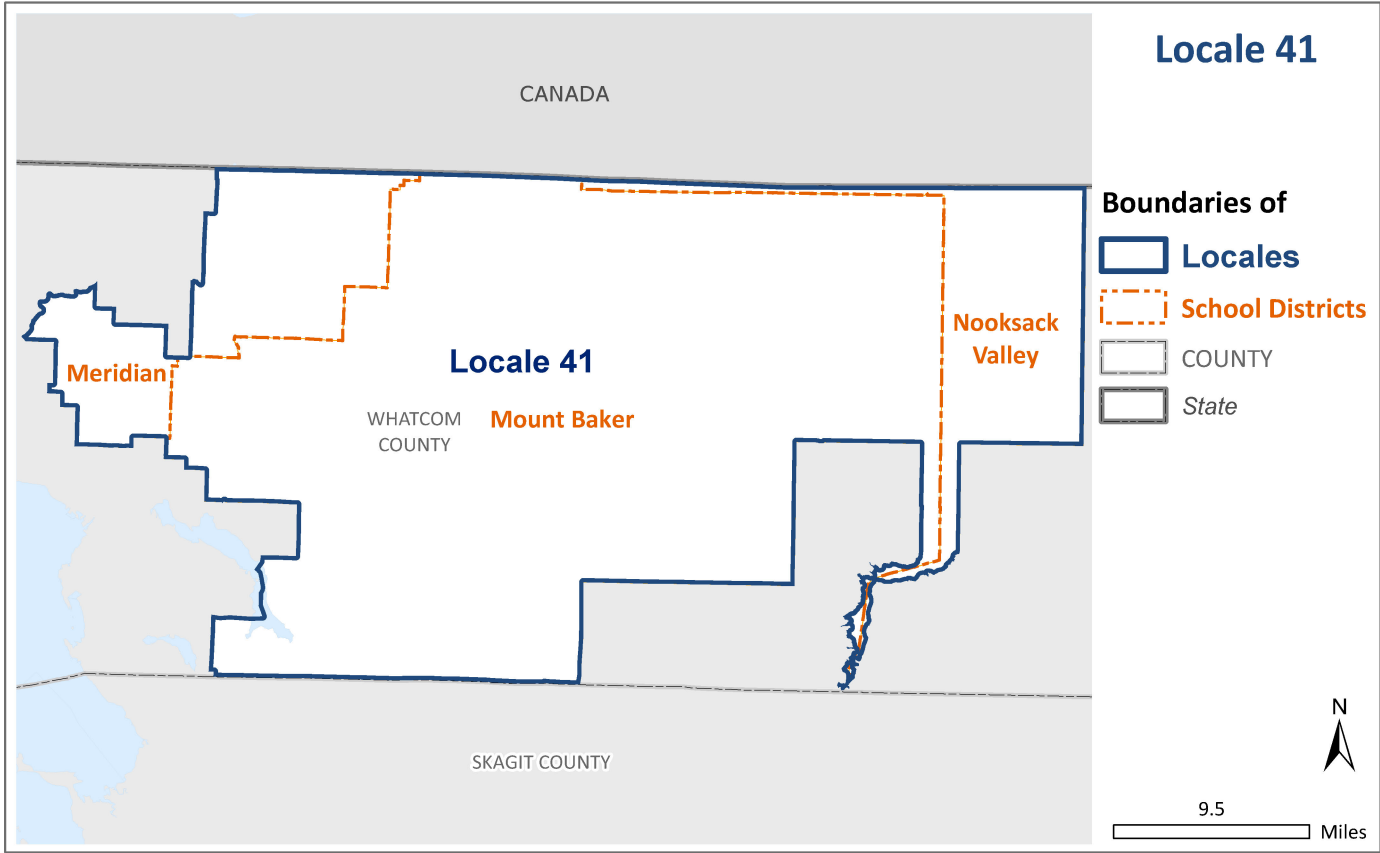 Locale 41
CANADA
Boundaries of
Locales
School Districts
COUNTY
State
Nooksack
Valley
Locale 41
Meridian
WHATCOM
COUNTY
Mount Baker
SKAGIT COUNTY
N
9.5
Miles